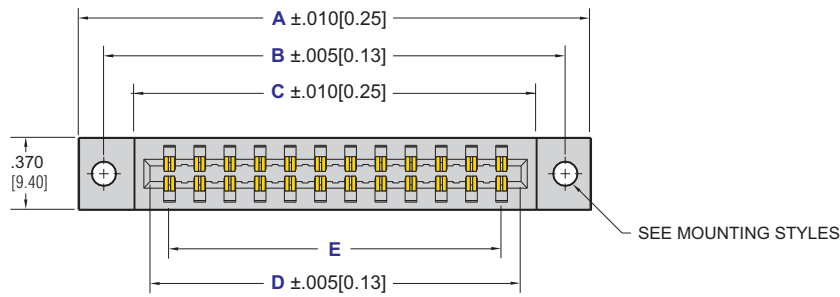 A ±.010[0.25]
B ±.005[0.13]
C ±.010[0.25]
.370
[9.40]
SEE MOUNTING STYLES
E
D ±.005[0.13]